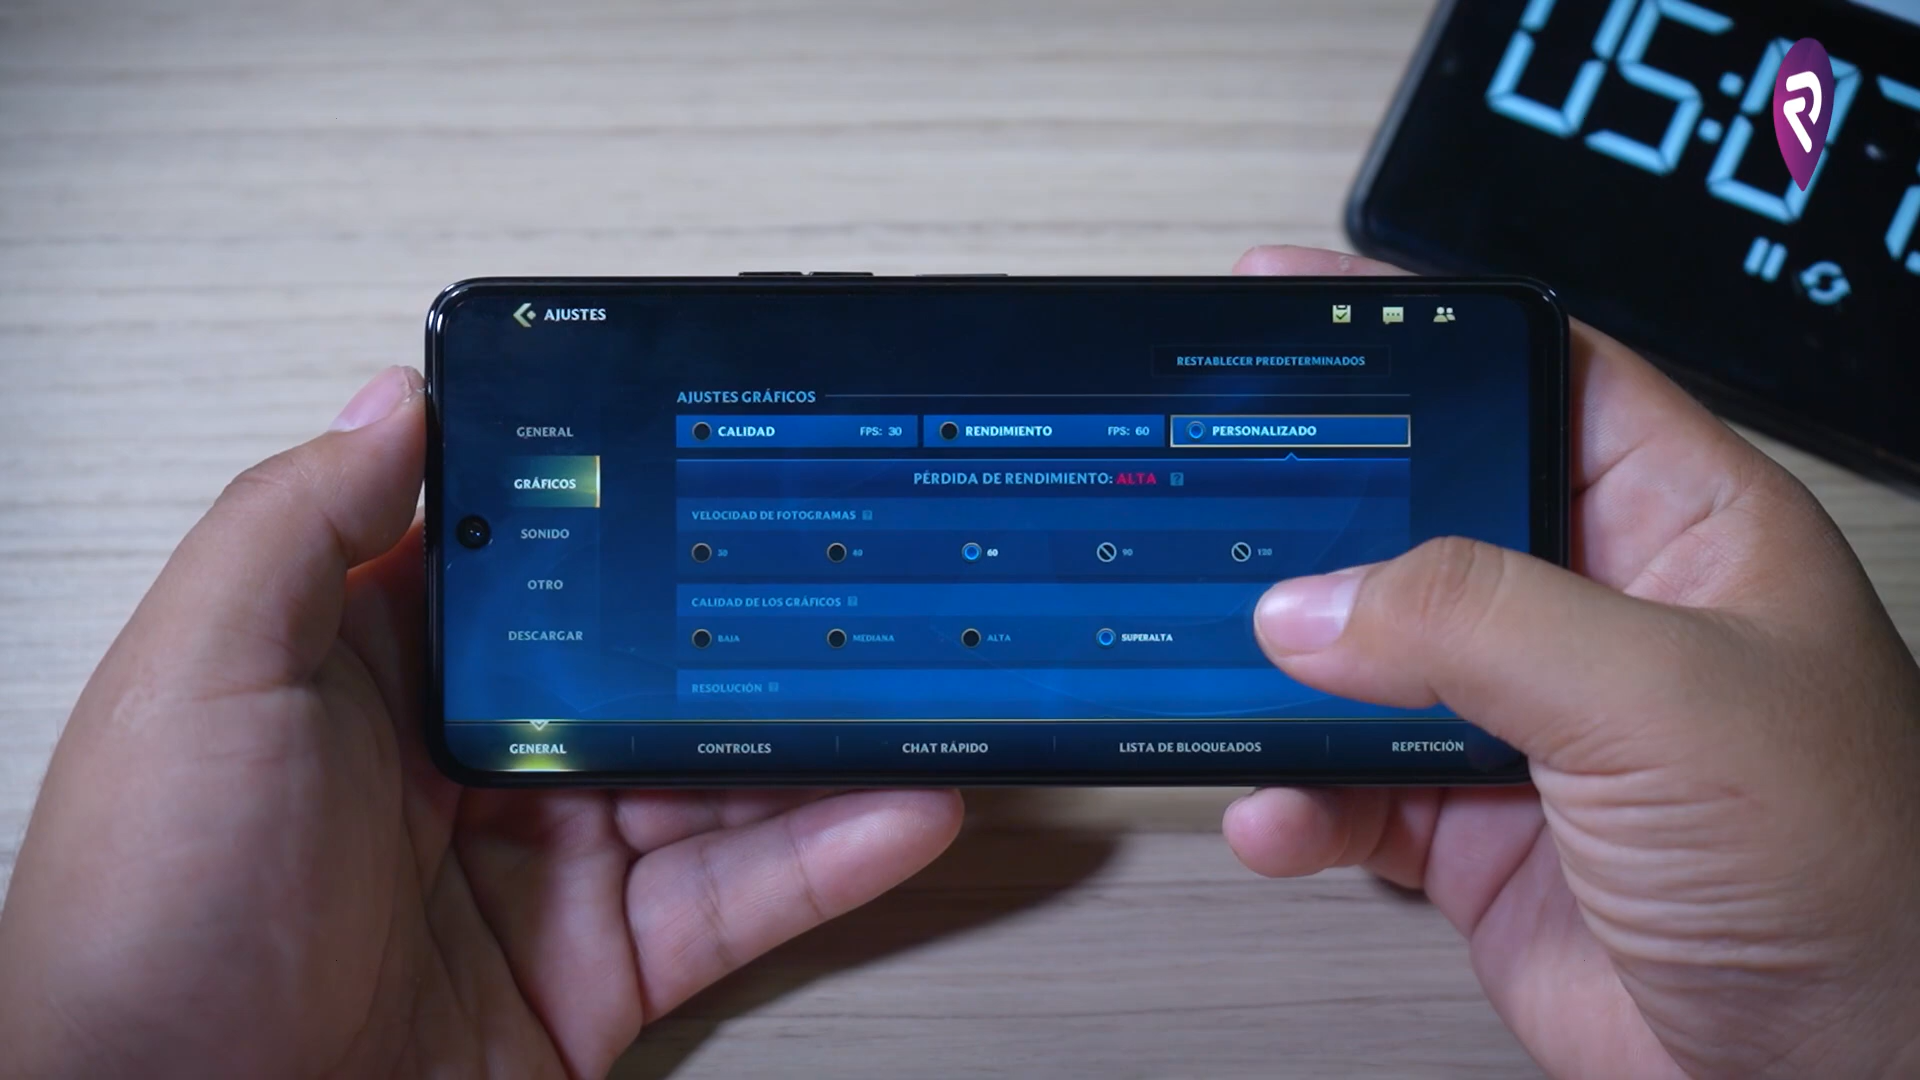 AJUSTES
RESTABLECER PREDETERMINADOS
AJUSTES GRÁFICOS
CALIDAD FPS: 30 RENDIMIENTO FPS: 60 PERSONALIZADO
PÉRDIDA DE RENDIMIENTO: ALTA ?
VELOCIDAD DE FOTOGRAMAS ?
30 40 60 90 120
CALIDAD DE LOS GRÁFICOS ?
BAJA MEDIANA ALTA SUPERALTA
RESOLUCIÓN ?
GENERAL
GRÁFICOS
SONIDO
OTRO
DESCARGAR
GENERAL CONTROLES CHAT RÁPIDO LISTA DE BLOQUEADOS REPETICIÓN